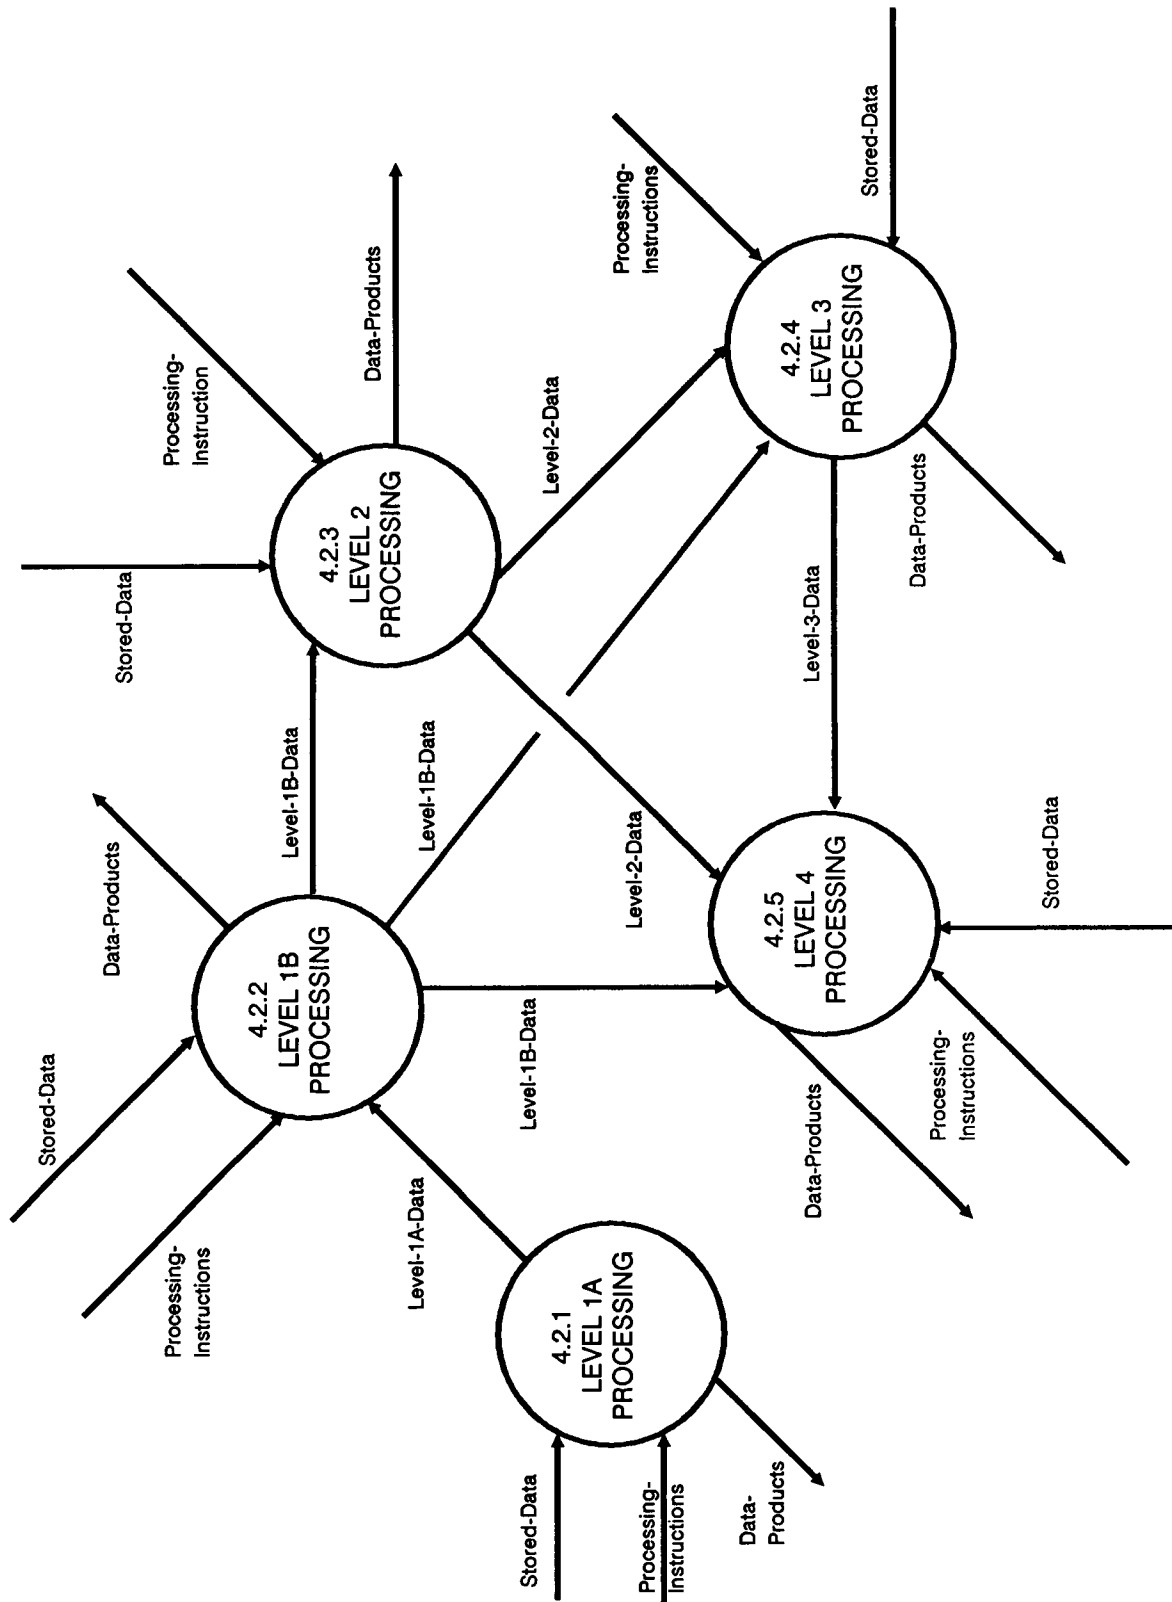 Stored-Data
Processing-
Instructions
Data-
Products
4.2.1
LEVEL 1A
PROCESSING
Level-1A-Data
Stored-Data
Processing-
Instructions
4.2.2
LEVEL 1B
PROCESSING
Data-Products
Level-1B-Data
Level-1B-Data
Level-1B-Data
Stored-Data
Processing-
Instruction
4.2.3
LEVEL 2
PROCESSING
Data-Products
Level-2-Data
Level-2-Data
Processing-
Instructions
Stored-Data
4.2.4
LEVEL 3
PROCESSING
Data-Products
Level-3-Data
4.2.5
LEVEL 4
PROCESSING
Data-Products
Processing-
Instructions
Stored-Data